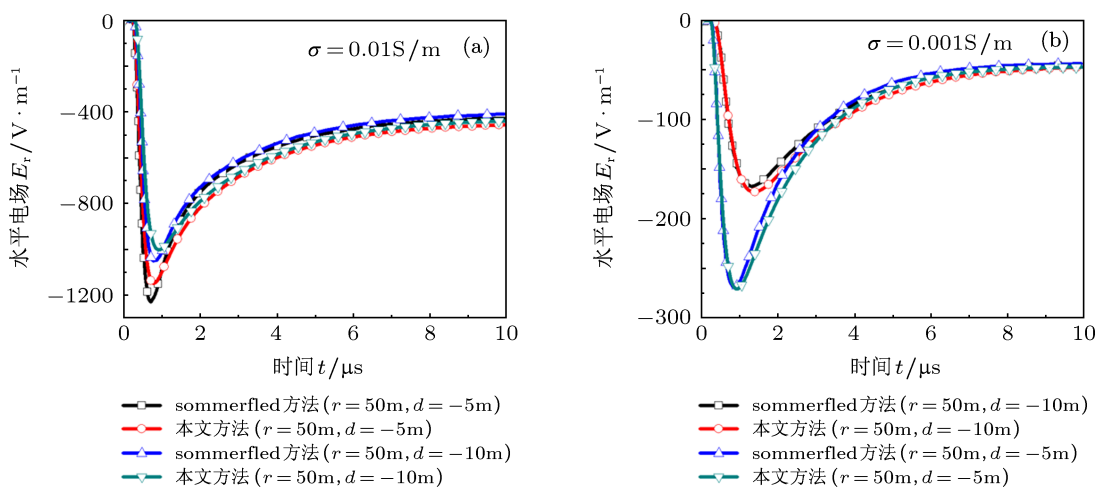 0
−400
−800
−1200
水平电场 Er/V·m−1
σ=0.01S/m (a)
0 2 4 6 8 10
时间 t/μs
sommerfled方法(r=50m, d=−5m)
本文方法(r=50m, d=−5m)
sommerfled方法(r=50m, d=−10m)
本文方法(r=50m, d=−10m)
0
−100
−200
−300
水平电场 Er/V·m−1
σ=0.001S/m (b)
0 2 4 6 8 10
时间 t/μs
sommerfled方法(r=50m, d=−10m)
本文方法(r=50m, d=−10m)
sommerfled方法(r=50m, d=−5m)
本文方法(r=50m, d=−5m)